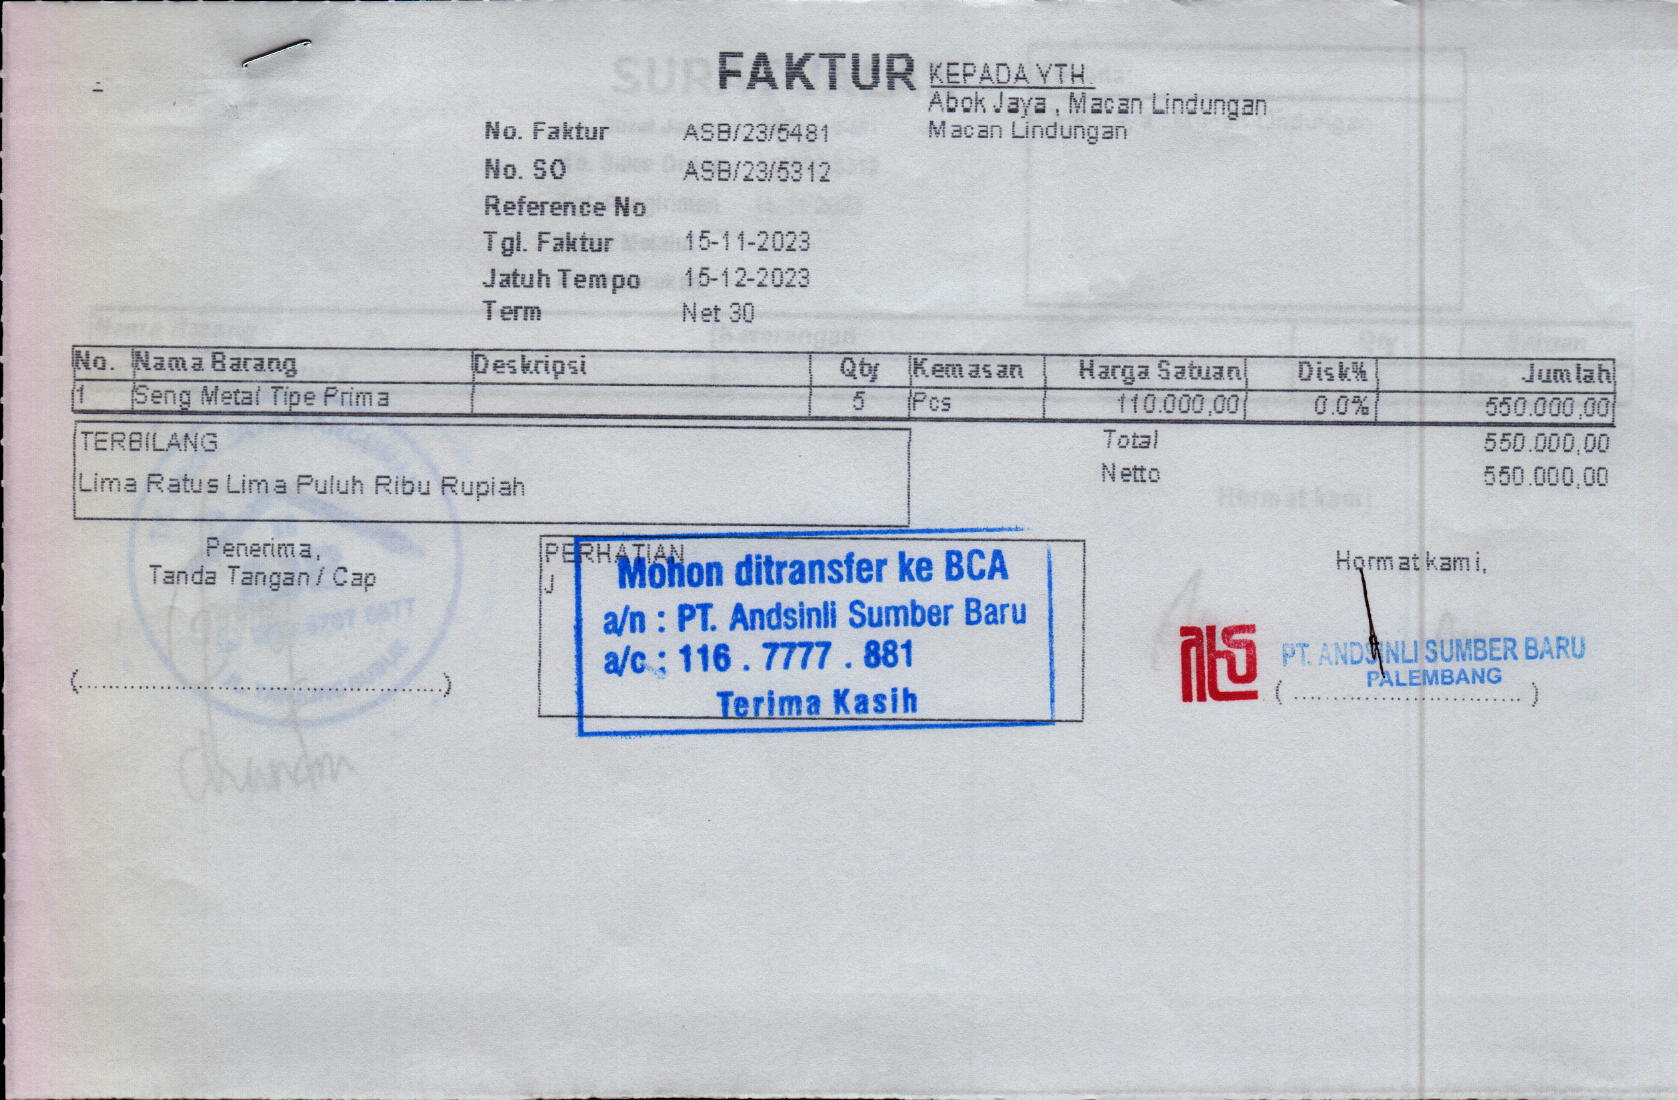 FAKTUR
KEPADA YTH.
Abok Jaya , Macan Lindungan
Macan Lindungan
No. Faktur ASB/23/5481
No. SO ASB/23/5312
Reference No
Tgl. Faktur 15-11-2023
Jatuh Tempo 15-12-2023
Term Net 30
No. Nama Barang Deskripsi Qty Kemasan Harga Satuan Disk% Jumlah
1 Seng Metal Tipe Prima 5 Pcs 110.000,00 0.0% 550.000,00
TERBILANG
Lima Ratus Lima Puluh Ribu Rupiah
Total 550.000,00
Netto 550.000,00
Penerima,
Tanda Tangan / Cap
(..................................................)
PERHATIAN
J
Mohon ditransfer ke BCA
a/n : PT. Andsinli Sumber Baru
a/c : 116 . 7777 . 881
Terima Kasih
Hormat kami,
PT. ANDSINLI SUMBER BARU
PALEMBANG
( ................................ )